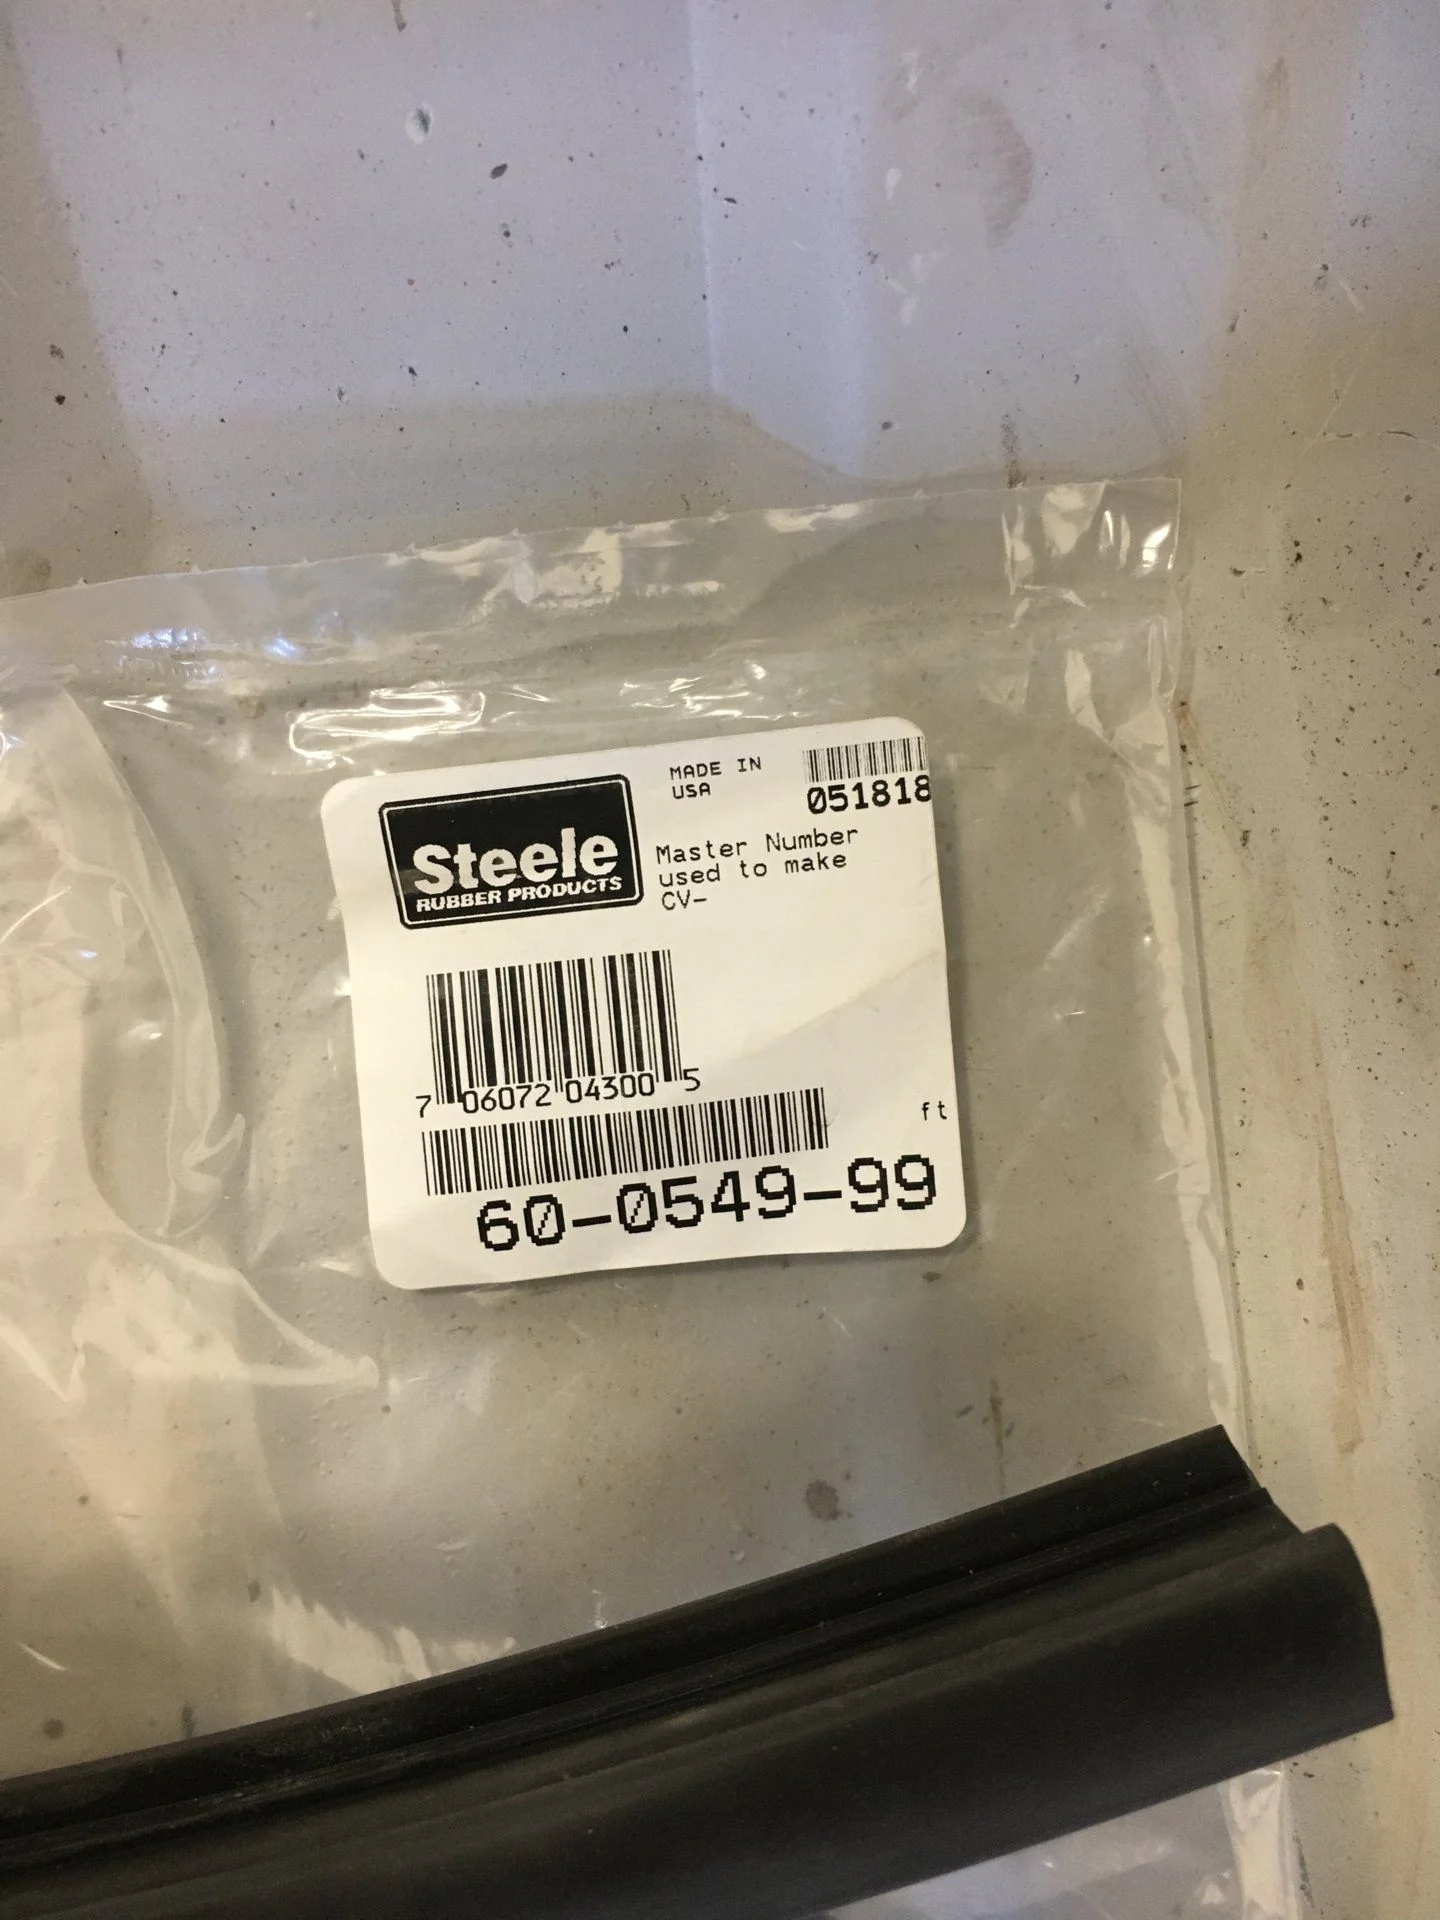 Steele
RUBBER PRODUCTS
MADE IN
USA
051818
Master Number
used to make
CV-
7 06072 04300 5
ft
60-0549-99